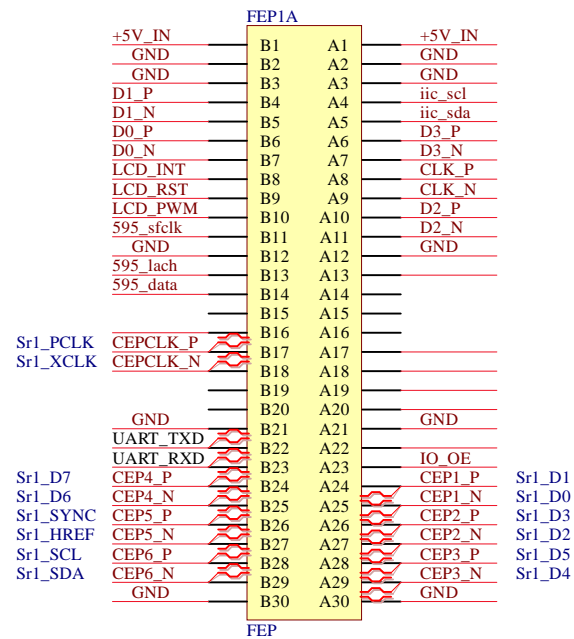 FEP1A
+5V_IN B1 A1 +5V_IN
GND B2 A2 GND
GND B3 A3 GND
D1_P B4 A4 iic_scl
D1_N B5 A5 iic_sda
D0_P B6 A6 D3_P
D0_N B7 A7 D3_N
LCD_INT B8 A8 CLK_P
LCD_RST B9 A9 CLK_N
LCD_PWM B10 A10 D2_P
595_sfclk B11 A11 D2_N
GND B12 A12 GND
595_lach B13 A13
595_data B14 A14
B15 A15
B16 A16
Sr1_PCLK CEPCLK_P B17 A17
Sr1_XCLK CEPCLK_N B18 A18
B19 A19
B20 A20
GND B21 A21 GND
UART_TXD B22 A22
UART_RXD B23 A23 IO_OE
Sr1_D7 CEP4_P B24 A24 CEP1_P Sr1_D1
Sr1_D6 CEP4_N B25 A25 CEP1_N Sr1_D0
Sr1_SYNC CEP5_P B26 A26 CEP2_P Sr1_D3
Sr1_HREF CEP5_N B27 A27 CEP2_N Sr1_D2
Sr1_SCL CEP6_P B28 A28 CEP3_P Sr1_D5
Sr1_SDA CEP6_N B29 A29 CEP3_N Sr1_D4
GND B30 A30 GND
FEP